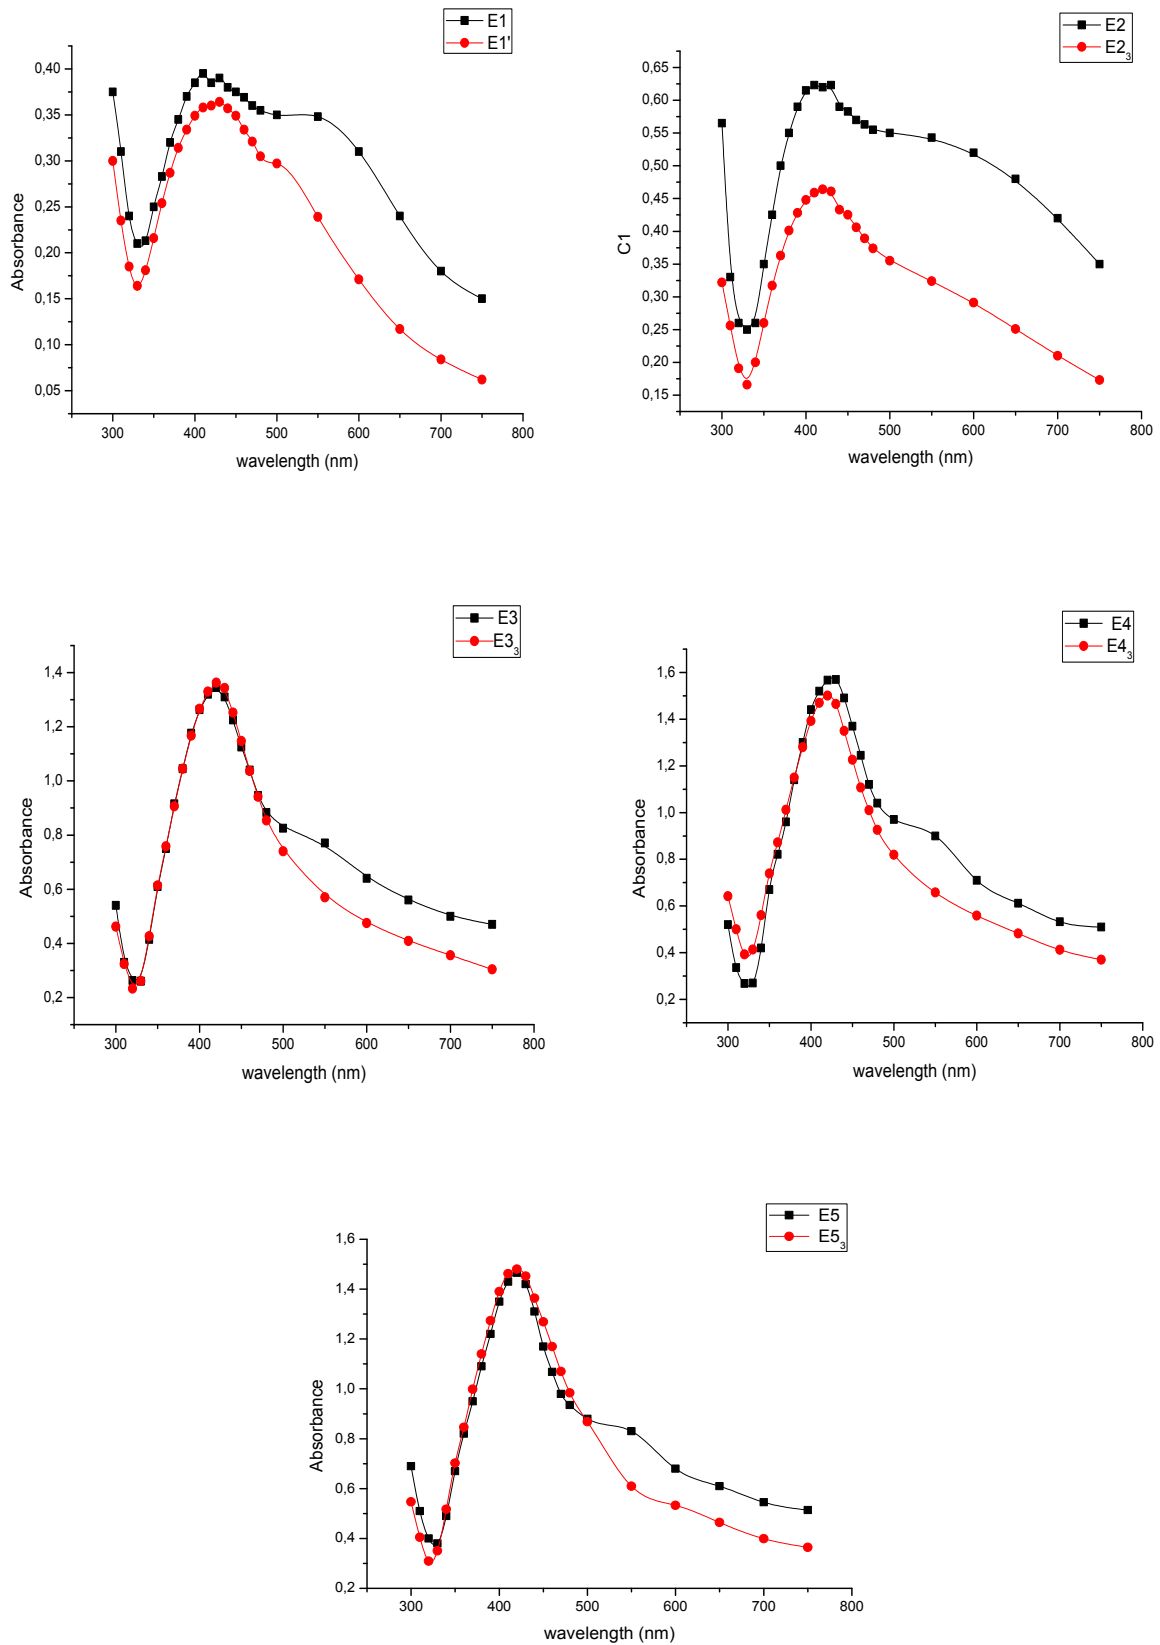 E1
E1'
0,40
0,35
0,30
0,25
0,20
0,15
0,10
0,05
Absorbance
300 400 500 600 700 800
wavelength (nm)
E2
E2₃
0,65
0,60
0,55
0,50
0,45
0,40
0,35
0,30
0,25
0,20
0,15
C1
300 400 500 600 700 800
wavelength (nm)
E3
E3₃
1,4
1,2
1,0
0,8
0,6
0,4
0,2
Absorbance
300 400 500 600 700 800
wavelength (nm)
E4
E4₃
1,6
1,4
1,2
1,0
0,8
0,6
0,4
0,2
Absorbance
300 400 500 600 700 800
wavelength (nm)
E5
E5₃
1,6
1,4
1,2
1,0
0,8
0,6
0,4
0,2
Absorbance
300 400 500 600 700 800
wavelength (nm)